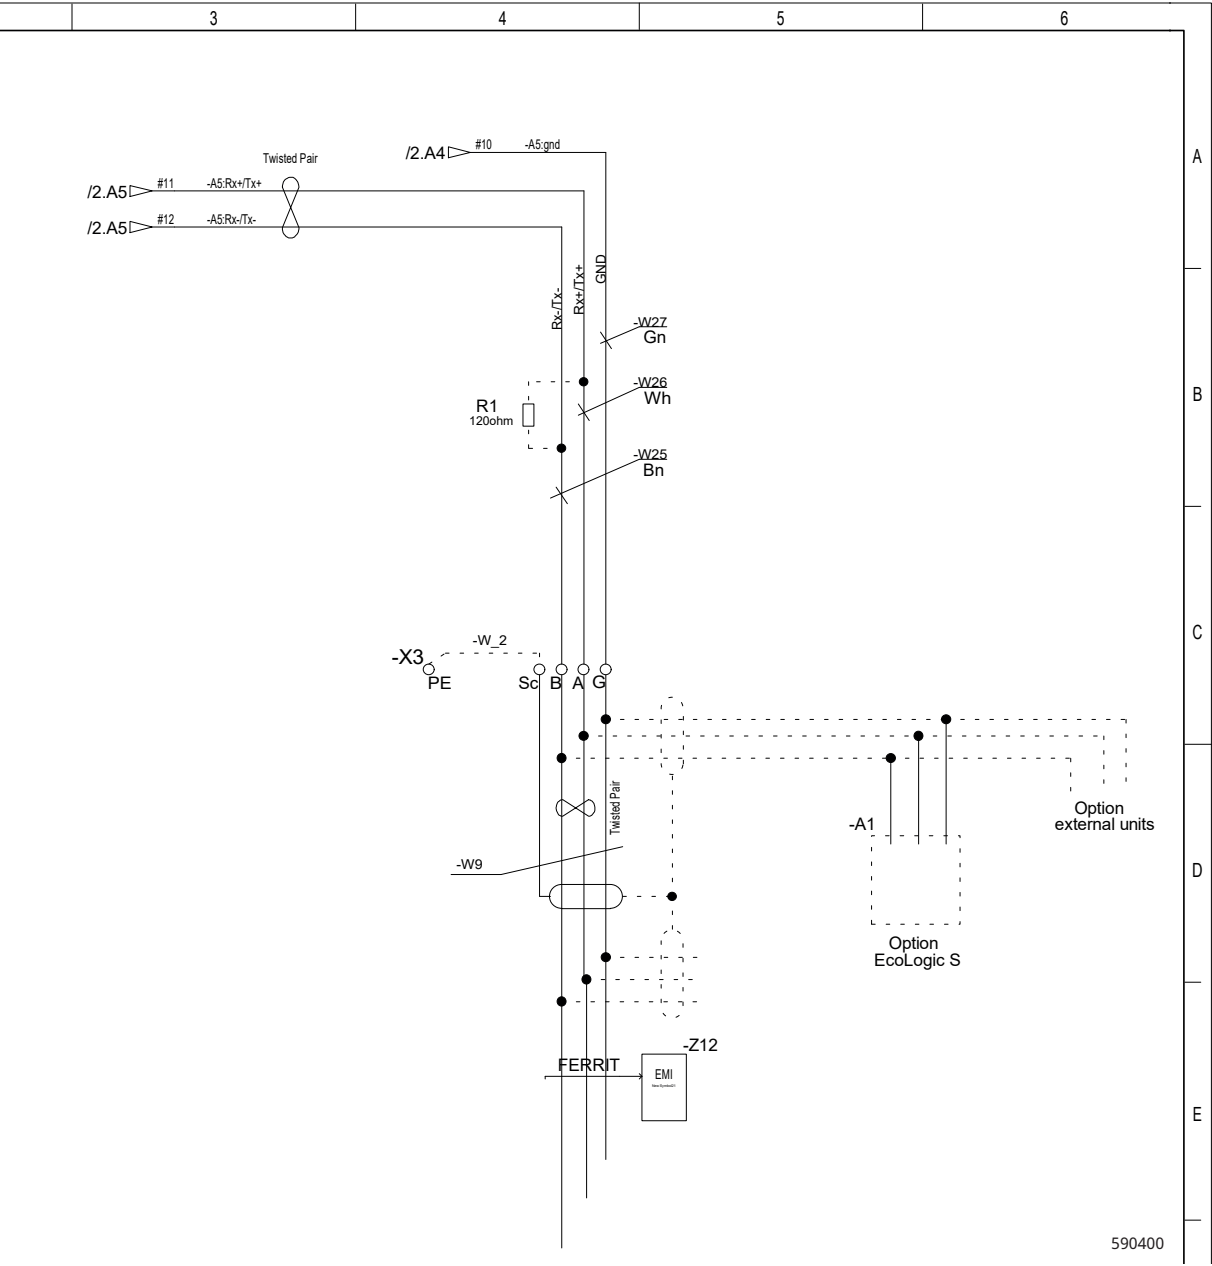 3
4
5
6
A
/2.A4
#10
-A5:gnd
Twisted Pair
/2.A5
#11
-A5:Rx+/Tx+
/2.A5
#12
-A5:Rx-/Tx-
Rx-/Tx-
Rx+/Tx+
GND
-W27
Gn
-W26
Wh
B
R1
120ohm
-W25
Bn
C
-W_2
-X3
PE
Sc
B
A
G
Twisted Pair
Option
external units
-A1
-W9
D
Option
EcoLogic S
-Z12
FERRIT
EMI
E
590400